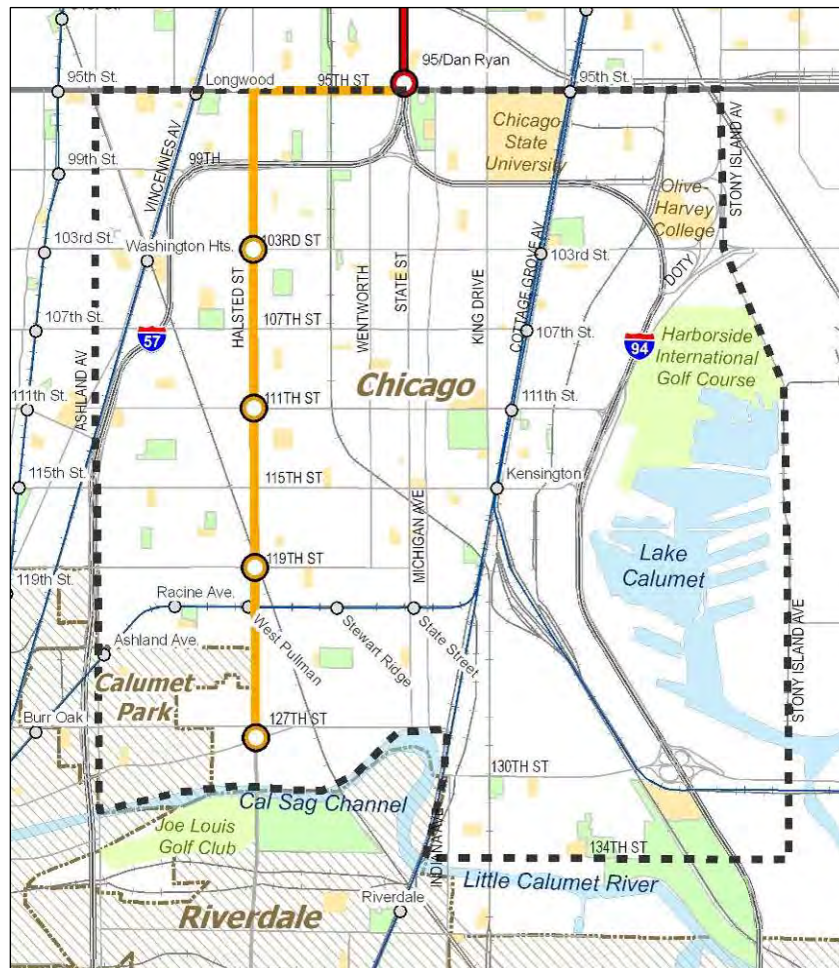 95/Dan Ryan
95th St.
Longwood
95TH ST
95th St.
VINCENNES AV
99TH
Chicago
State
University
STONY ISLAND AV
99th St.
Olive-
Harvey
College
103rd St.
Washington Hts.
103RD ST
HALSTED ST
WENTWORTH
STATE ST
KING DRIVE
COTTAGE GROVE AV
103rd St.
DOTY
107th St.
57
107TH ST
107th St.
94
Harborside
International
Golf Course
ASHLAND AV
Chicago
111th St.
111TH ST
111th St.
115th St.
115TH ST
Kensington
MICHIGAN AVE
119th St.
119TH ST
Lake
Calumet
Racine Ave.
West Pullman
Stewart Ridge
State Street
Ashland Ave.
Calumet
Park
STONY ISLAND AVE
Burr Oak
127TH ST
130TH ST
Cal Sag Channel
Joe Louis
Golf Club
INDIANA AVE
134TH ST
Little Calumet River
Riverdale
Riverdale